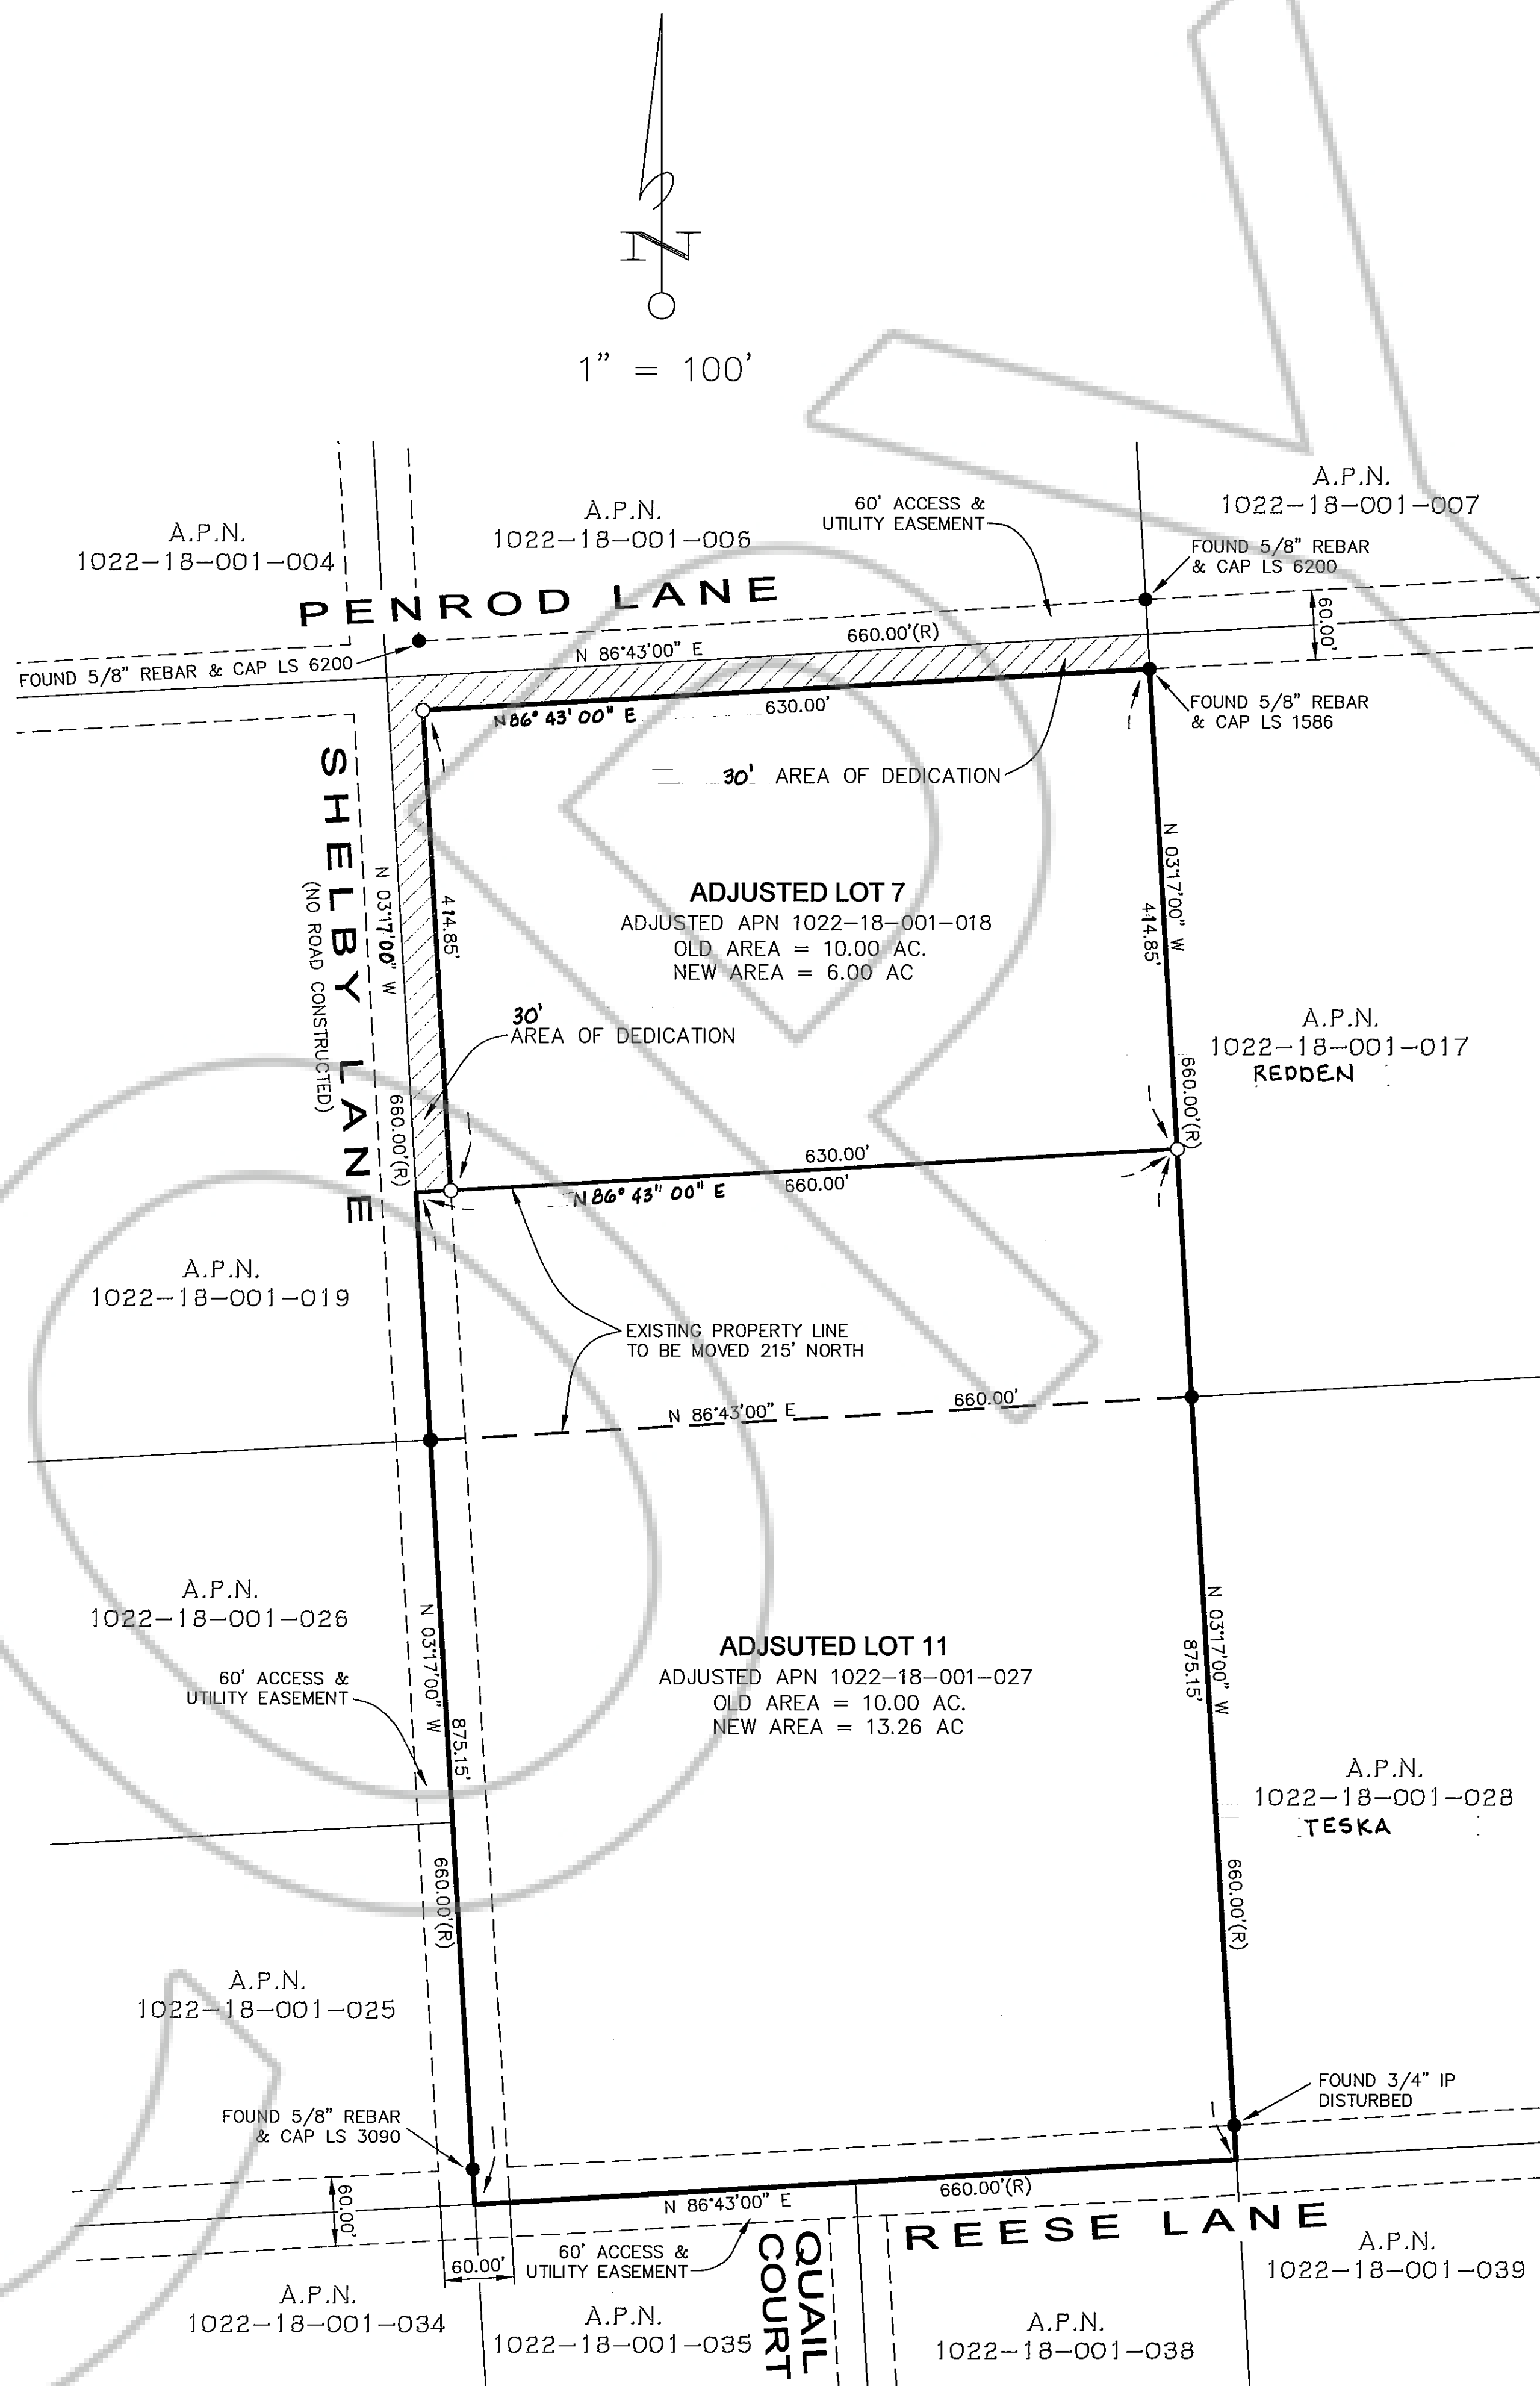 N
1" = 100'
A.P.N.
1022-18-001-004
A.P.N.
1022-18-001-006
60' ACCESS &
UTILITY EASEMENT
A.P.N.
1022-18-001-007
FOUND 5/8" REBAR
& CAP LS 6200
PENROD LANE
660.00'(R)
N 86°43'00" E
60.00'
FOUND 5/8" REBAR & CAP LS 6200
N 86° 43' 00" E
630.00'
FOUND 5/8" REBAR
& CAP LS 1586
30' AREA OF DEDICATION
SHELBY LANE
(NO ROAD CONSTRUCTED)
N 03°17'00" W
660.00'(R)
414.85'
ADJUSTED LOT 7
ADJUSTED APN 1022-18-001-018
OLD AREA = 10.00 AC.
NEW AREA = 6.00 AC
N 03°17'00" W
414.85'
660.00'(R)
30'
AREA OF DEDICATION
A.P.N.
1022-18-001-017
REDDEN
630.00'
N 86° 43" 00" E
660.00'
A.P.N.
1022-18-001-019
EXISTING PROPERTY LINE
TO BE MOVED 215' NORTH
N 86°43'00" E
660.00'
A.P.N.
1022-18-001-026
60' ACCESS &
UTILITY EASEMENT
N 03°17'00" W
875.15'
660.00'(R)
ADJSUTED LOT 11
ADJUSTED APN 1022-18-001-027
OLD AREA = 10.00 AC.
NEW AREA = 13.26 AC
N 03°17'00" W
875.15'
660.00'(R)
A.P.N.
1022-18-001-028
TESKA
A.P.N.
1022-18-001-025
FOUND 3/4" IP
DISTURBED
FOUND 5/8" REBAR
& CAP LS 3090
60.00'
N 86°43'00" E
660.00'(R)
REESE LANE
60' ACCESS &
UTILITY EASEMENT
60.00'
QUAIL
COURT
A.P.N.
1022-18-001-039
A.P.N.
1022-18-001-034
A.P.N.
1022-18-001-035
A.P.N.
1022-18-001-038
COPY